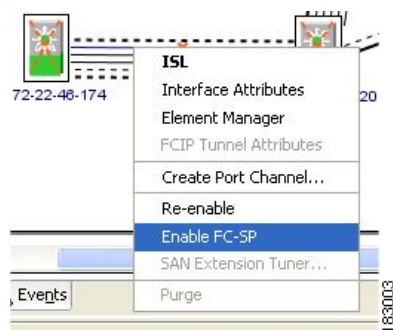 72-22-46-174
20
ISL
Interface Attributes
Element Manager
FCIP Tunnel Attributes
Create Port Channel...
Re-enable
Enable FC-SP
SAN Extension Tuner...
Purge
Events
183003